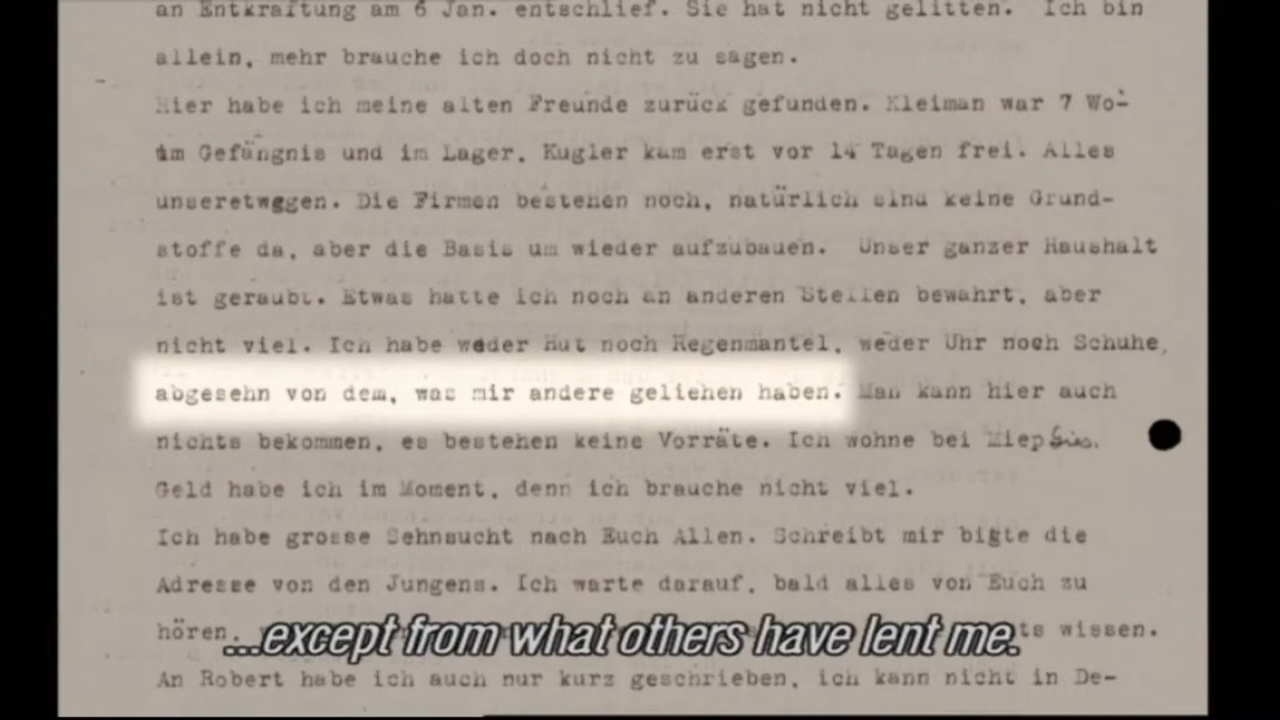 an Entkraftung am 6 Jan. entschlief. Sie hat nicht gelitten. Ich bin
allein, mehr brauche ich doch nicht zu sagen.
Hier habe ich meine alten Freunde zurück gefunden. Kleiman war 7 Wo-
im Gefängnis und im Lager, Kugler kam erst vor 14 Tagen frei. Alles
unseretwegen. Die Firmen bestehen noch, natürlich sind keine Grund-
stoffe da, aber die Basis um wieder aufzubauen. Unser ganzer Haushalt
ist geraubt. Etwas hatte ich noch an anderen Stellen bewahrt, aber
nicht viel. Ich habe weder Hut noch Regenmantel, weder Uhr noch Schuhe,
abgesehn von dem, was mir andere geliehen haben. Man kann hier auch
nichts bekommen, es bestehen keine Vorräte. Ich wohne bei Miep
Geld habe ich im Moment, denn ich brauche nicht viel.
Ich habe grosse Sehnsucht nach Euch Allen. Schreibt mir bitte die
Adresse von den Jungens. Ich warte darauf, bald alles von Euch zu
hören, wissen.
...except from what others have lent me.
An Robert habe ich auch nur kurz geschrieben, ich kann nicht in De-